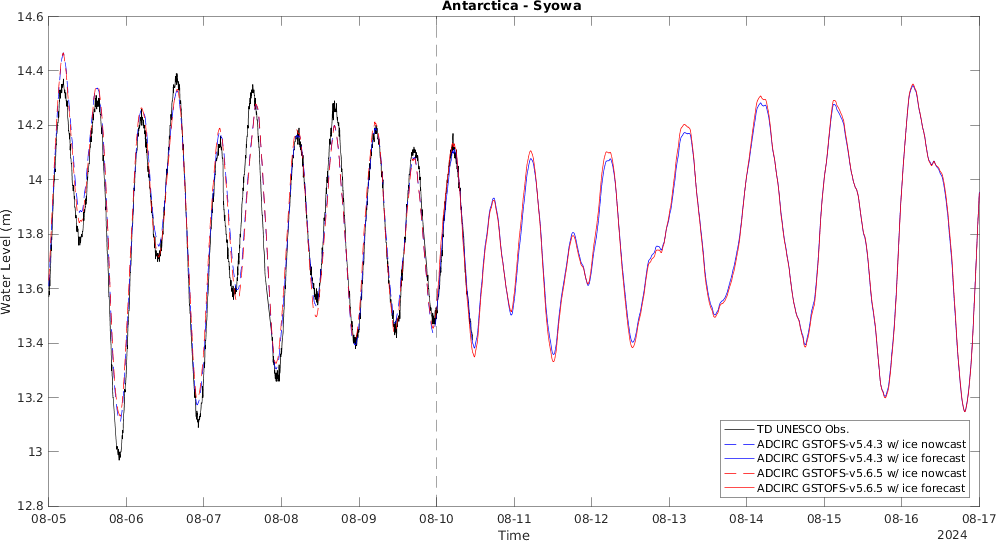 Antarctica - Syowa
14.6
14.4
14.2
14
13.8
13.6
13.4
13.2
13
12.8
Water Level (m)
TD UNESCO Obs.
ADCIRC GSTOFS-v5.4.3 w/ ice nowcast
ADCIRC GSTOFS-v5.4.3 w/ ice forecast
ADCIRC GSTOFS-v5.6.5 w/ ice nowcast
ADCIRC GSTOFS-v5.6.5 w/ ice forecast
08-05 08-06 08-07 08-08 08-09 08-10 08-11 08-12 08-13 08-14 08-15 08-16 08-17
Time
2024